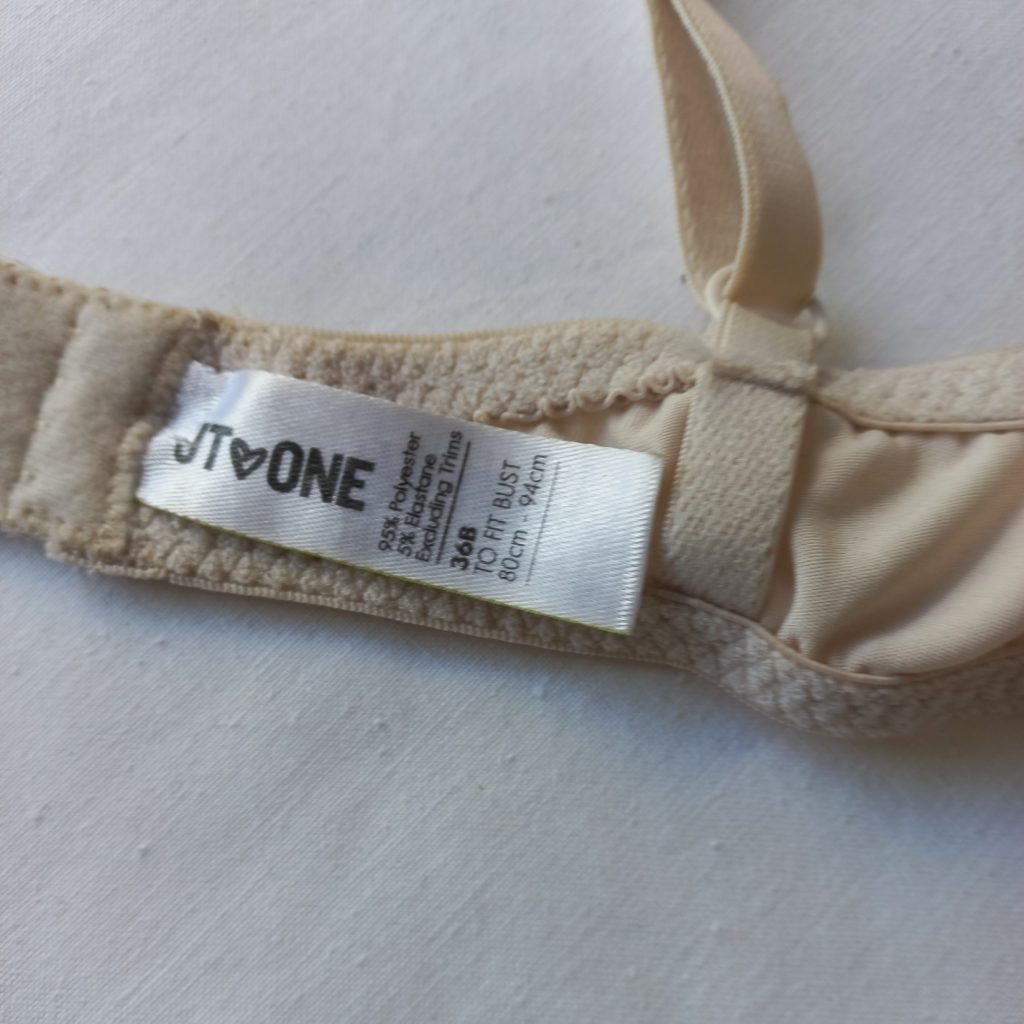 JT♥ONE
95% Polyester
5% Elastane
Excluding Trims
36B
TO FIT BUST
80cm - 94cm